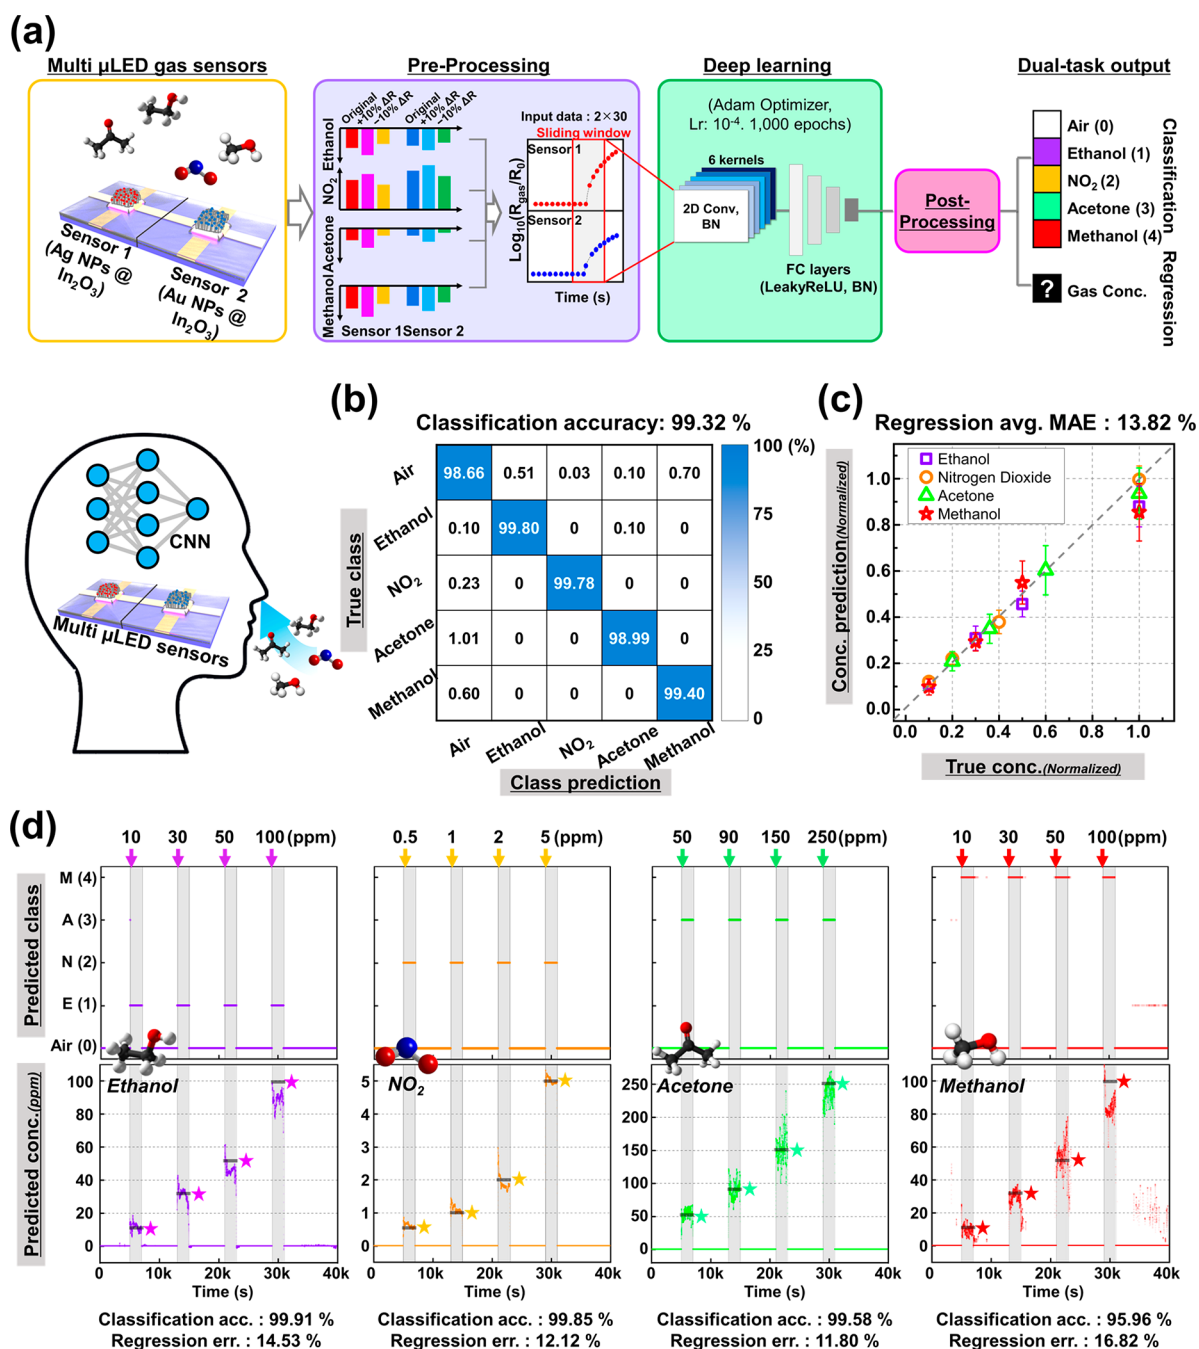 (a)
Multi μLED gas sensors
Pre-Processing
Deep learning
Dual-task output
Sensor 1
(Ag NPs @
In2O3)
Sensor 2
(Au NPs @
In2O3)
Original
+10% ΔR
−10% ΔR
Original
+10% ΔR
−10% ΔR
Ethanol
NO2
Acetone
Methanol
Sensor 1
Sensor 2
Input data : 2×30
Sliding window
Sensor 1
Sensor 2
Log10(Rgas/R0)
Time (s)
(Adam Optimizer,
Lr: 10-4. 1,000 epochs)
6 kernels
2D Conv,
BN
FC layers
(LeakyReLU, BN)
Post-
Processing
Air (0)
Ethanol (1)
NO2 (2)
Acetone (3)
Methanol (4)
?
Gas Conc.
Classification
Regression
CNN
Multi μLED sensors
(b)
Classification accuracy: 99.32 %
True class
Air
98.66 0.51 0.03 0.10 0.70
Ethanol
0.10 99.80 0 0.10 0
NO2
0.23 0 99.78 0 0
Acetone
1.01 0 0 98.99 0
Methanol
0.60 0 0 0 99.40
Air Ethanol NO2 Acetone Methanol
Class prediction
100 (%)
75
50
25
0
(c)
Regression avg. MAE : 13.82 %
Ethanol
Nitrogen Dioxide
Acetone
Methanol
Conc. prediction(Normalized)
1.0
0.8
0.6
0.4
0.2
0.0
0.0 0.2 0.4 0.6 0.8 1.0
True conc.(Normalized)
(d)
10 30 50 100 (ppm)
0.5 1 2 5 (ppm)
50 90 150 250 (ppm)
10 30 50 100 (ppm)
Predicted class
M (4)
A (3)
N (2)
E (1)
Air (0)
Predicted conc.(ppm)
Ethanol
100
80
60
40
20
0
0 10k 20k 30k 40k
Time (s)
Classification acc. : 99.91 %
Regression err. : 14.53 %
NO2
5
4
3
2
1
0
0 10k 20k 30k 40k
Time (s)
Classification acc. : 99.85 %
Regression err. : 12.12 %
Acetone
250
200
150
100
50
0
0 10k 20k 30k 40k
Time (s)
Classification acc. : 99.58 %
Regression err. : 11.80 %
Methanol
100
80
60
40
20
0
0 10k 20k 30k 40k
Time (s)
Classification acc. : 95.96 %
Regression err. : 16.82 %